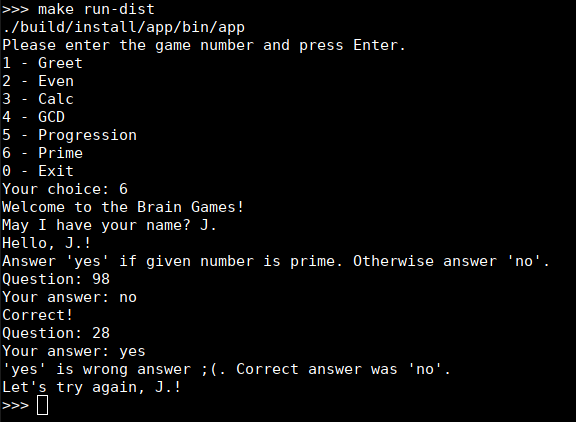 >>> make run-dist
./build/install/app/bin/app
Please enter the game number and press Enter.
1 - Greet
2 - Even
3 - Calc
4 - GCD
5 - Progression
6 - Prime
0 - Exit
Your choice: 6
Welcome to the Brain Games!
May I have your name? J.
Hello, J.!
Answer 'yes' if given number is prime. Otherwise answer 'no'.
Question: 98
Your answer: no
Correct!
Question: 28
Your answer: yes
'yes' is wrong answer ;(. Correct answer was 'no'.
Let's try again, J.!
>>>